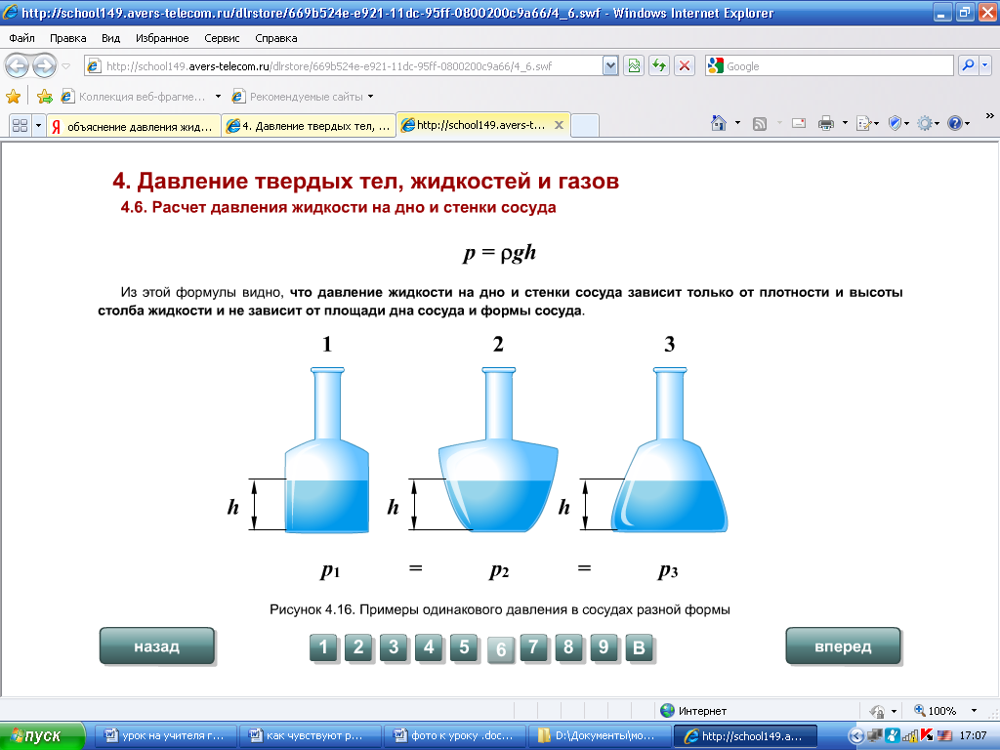 http://school149.avers-telecom.ru/dlrstore/669b524e-e921-11dc-95ff-0800200c9a66/4_6.swf - Windows Internet Explorer
Файл Правка Вид Избранное Сервис Справка
http://school149.avers-telecom.ru/dlrstore/669b524e-e921-11dc-95ff-0800200c9a66/4_6.swf Google
Коллекция веб-фрагме... Рекомендуемые сайты
Я объяснение давления жид... 4. Давление твердых тел, ... http://school149.avers-t...
4. Давление твердых тел, жидкостей и газов
4.6. Расчет давления жидкости на дно и стенки сосуда
p = ρgh
Из этой формулы видно, что давление жидкости на дно и стенки сосуда зависит только от плотности и высоты
столба жидкости и не зависит от площади дна сосуда и формы сосуда.
1 2 3
h h h
p1 = p2 = p3
Рисунок 4.16. Примеры одинакового давления в сосудах разной формы
назад 1 2 3 4 5 6 7 8 9 В вперед
Интернет 100%
пуск урок на учителя г... как чувствуют р... фото к уроку .doc... D:\Документы\мо... http://school149.a... 17:07